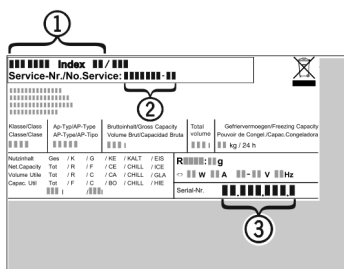 1
Index /
Service-Nr./No.Service: -
2
Klasse/Class
Classe/Clase
Ap-Typ/AP-Type
AP-Type/AP-Tipo
Bruttoinhalt/Gross Capacity
Volume Brut/Capacidad Bruta
l
Total
volume
l
Gefriervermoegen/Freezing Capacity
Pouvoir de Congel./Capac.Congeladora
kg / 24 h
Nutzinhalt Ges / K / G / KE / KALT / EIS
Net.Capacity Tot / R / F / CE / CHILL / ICE
Volume Utile Tot / R / C / CA / CHILL / GLA
Capac. Util Tot / F / C / BO / CHILL / HIE
l / l
R : g
W A - V Hz
Serial-Nr. . . .
3